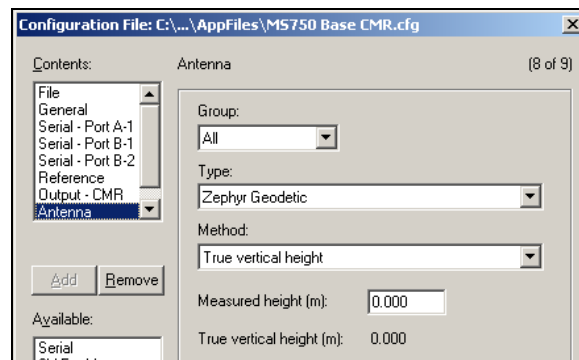 Configuration File: C:\...\AppFiles\MS750 Base CMR.cfg
Contents:
Antenna
(8 of 9)
File
General
Serial - Port A-1
Serial - Port B-1
Serial - Port B-2
Reference
Output - CMR
Antenna
Group:
All
Type:
Zephyr Geodetic
Method:
True vertical height
Add
Remove
Measured height (m):
0.000
True vertical height (m):
0.000
Available:
Serial